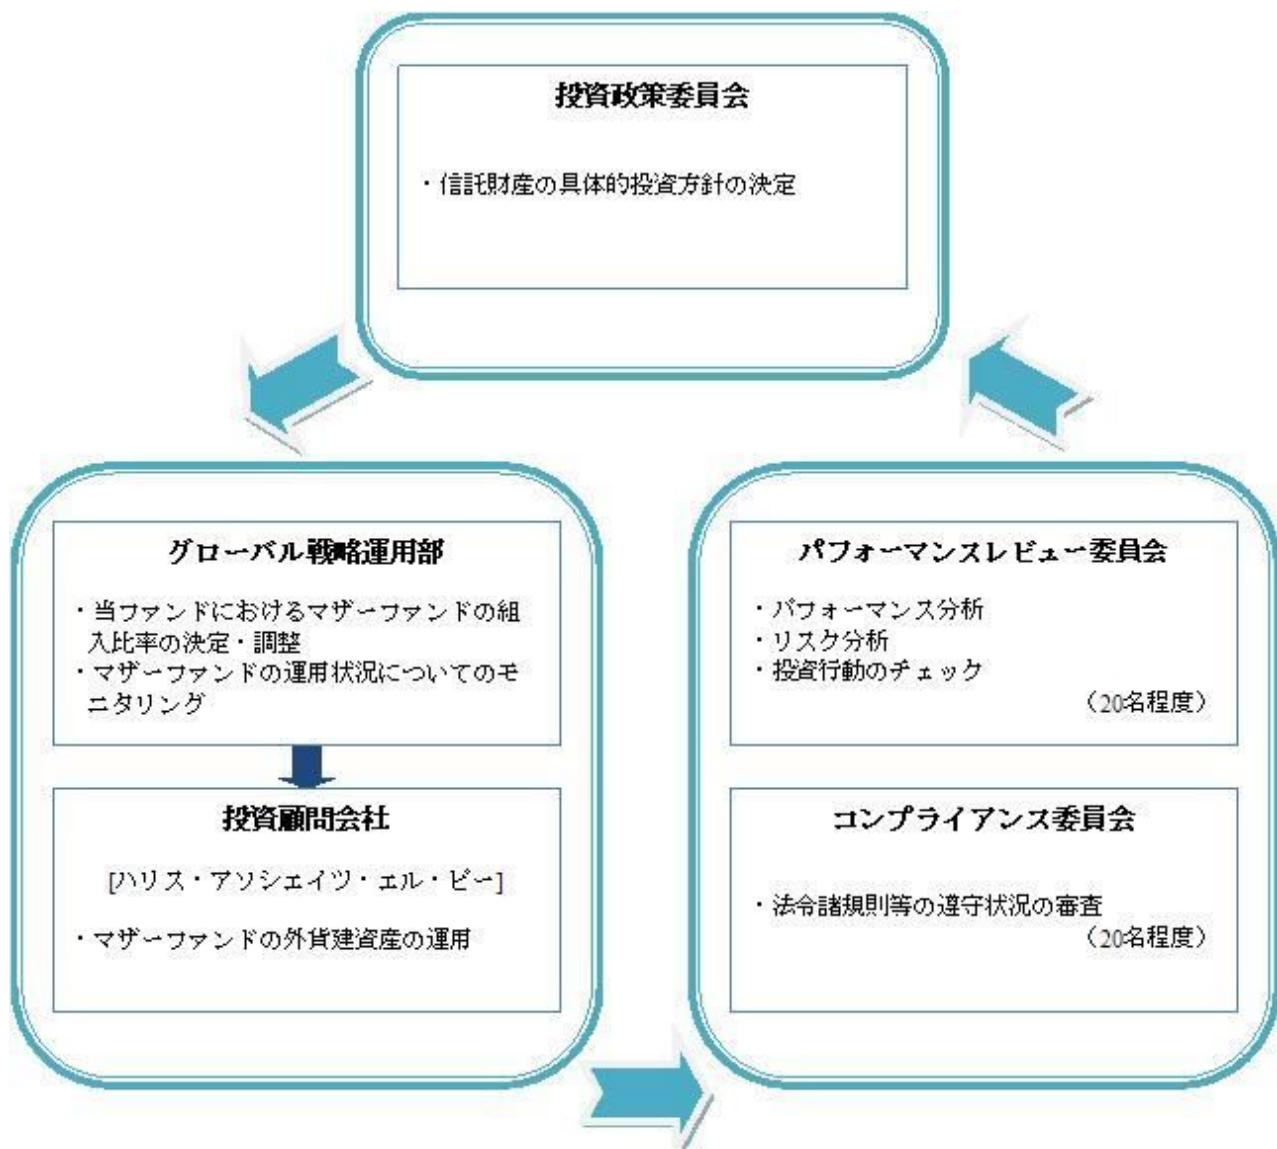 投資政策委員会
・信託財産の具体的投資方針の決定
グローバル戦略運用部
・当ファンドにおけるマザーファンドの組
入比率の決定・調整
・マザーファンドの運用状況についてのモ
ニタリング
投資顧問会社
[ハリス・アソシエイツ・エル・ピー]
・マザーファンドの外貨建資産の運用
パフォーマンスレビュー委員会
・パフォーマンス分析
・リスク分析
・投資行動のチェック
（20名程度）
コンプライアンス委員会
・法令諸規則等の遵守状況の審査
（20名程度）